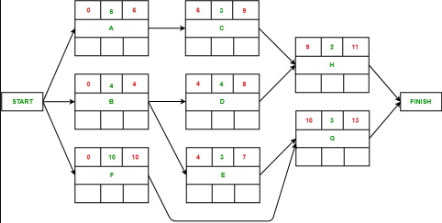 0 6 6
A
6 3 9
C
9 2 11
H
START
0 4 4
B
4 4 8
D
FINISH
10 3 13
G
0 10 10
F
4 3 7
E